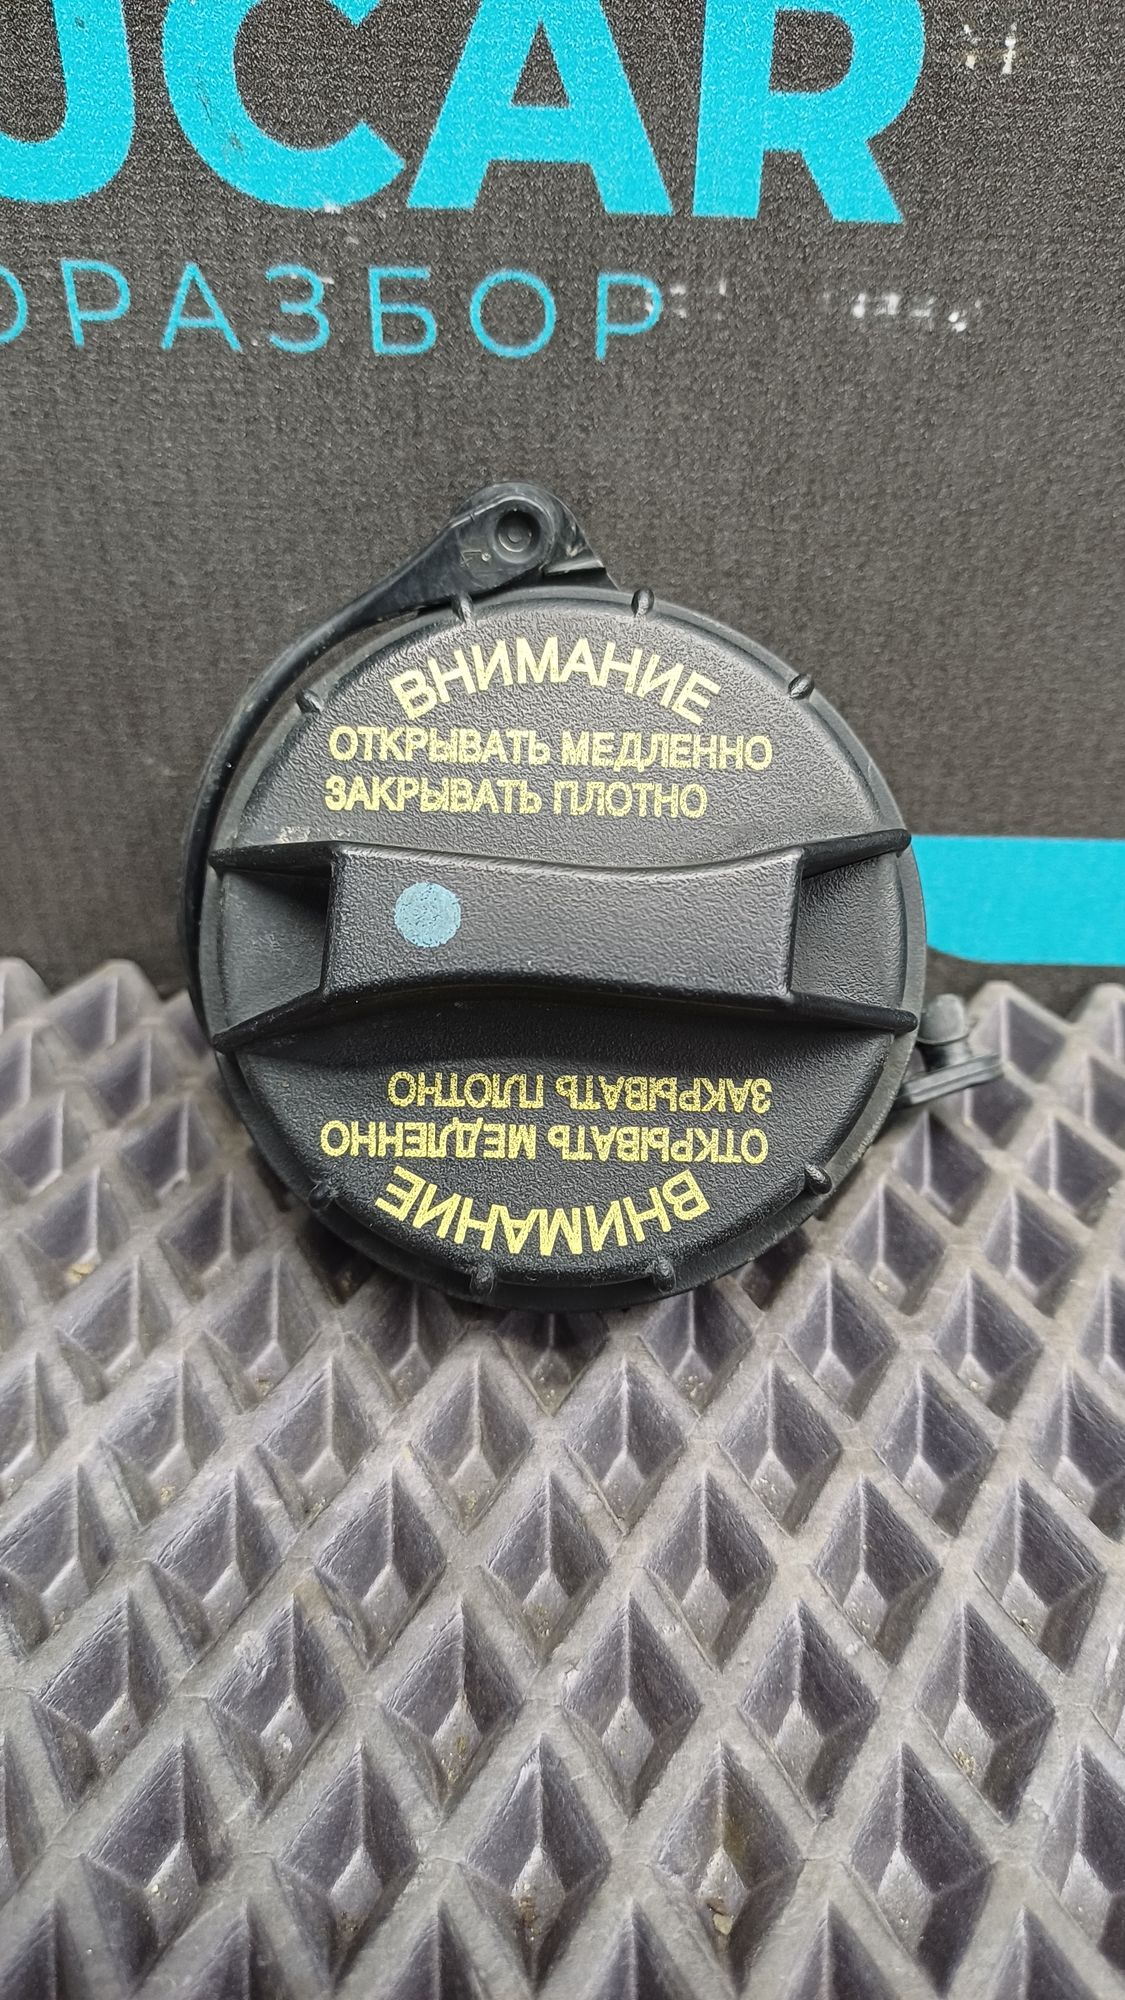 UCAR
ОРАЗБОР
ВНИМАНИЕ
ОТКРЫВАТЬ МЕДЛЕННО
ЗАКРЫВАТЬ ПЛОТНО
ВНИМАНИЕ
ОТКРЫВАТЬ МЕДЛЕННО
ЗАКРЫВАТЬ ПЛОТНО